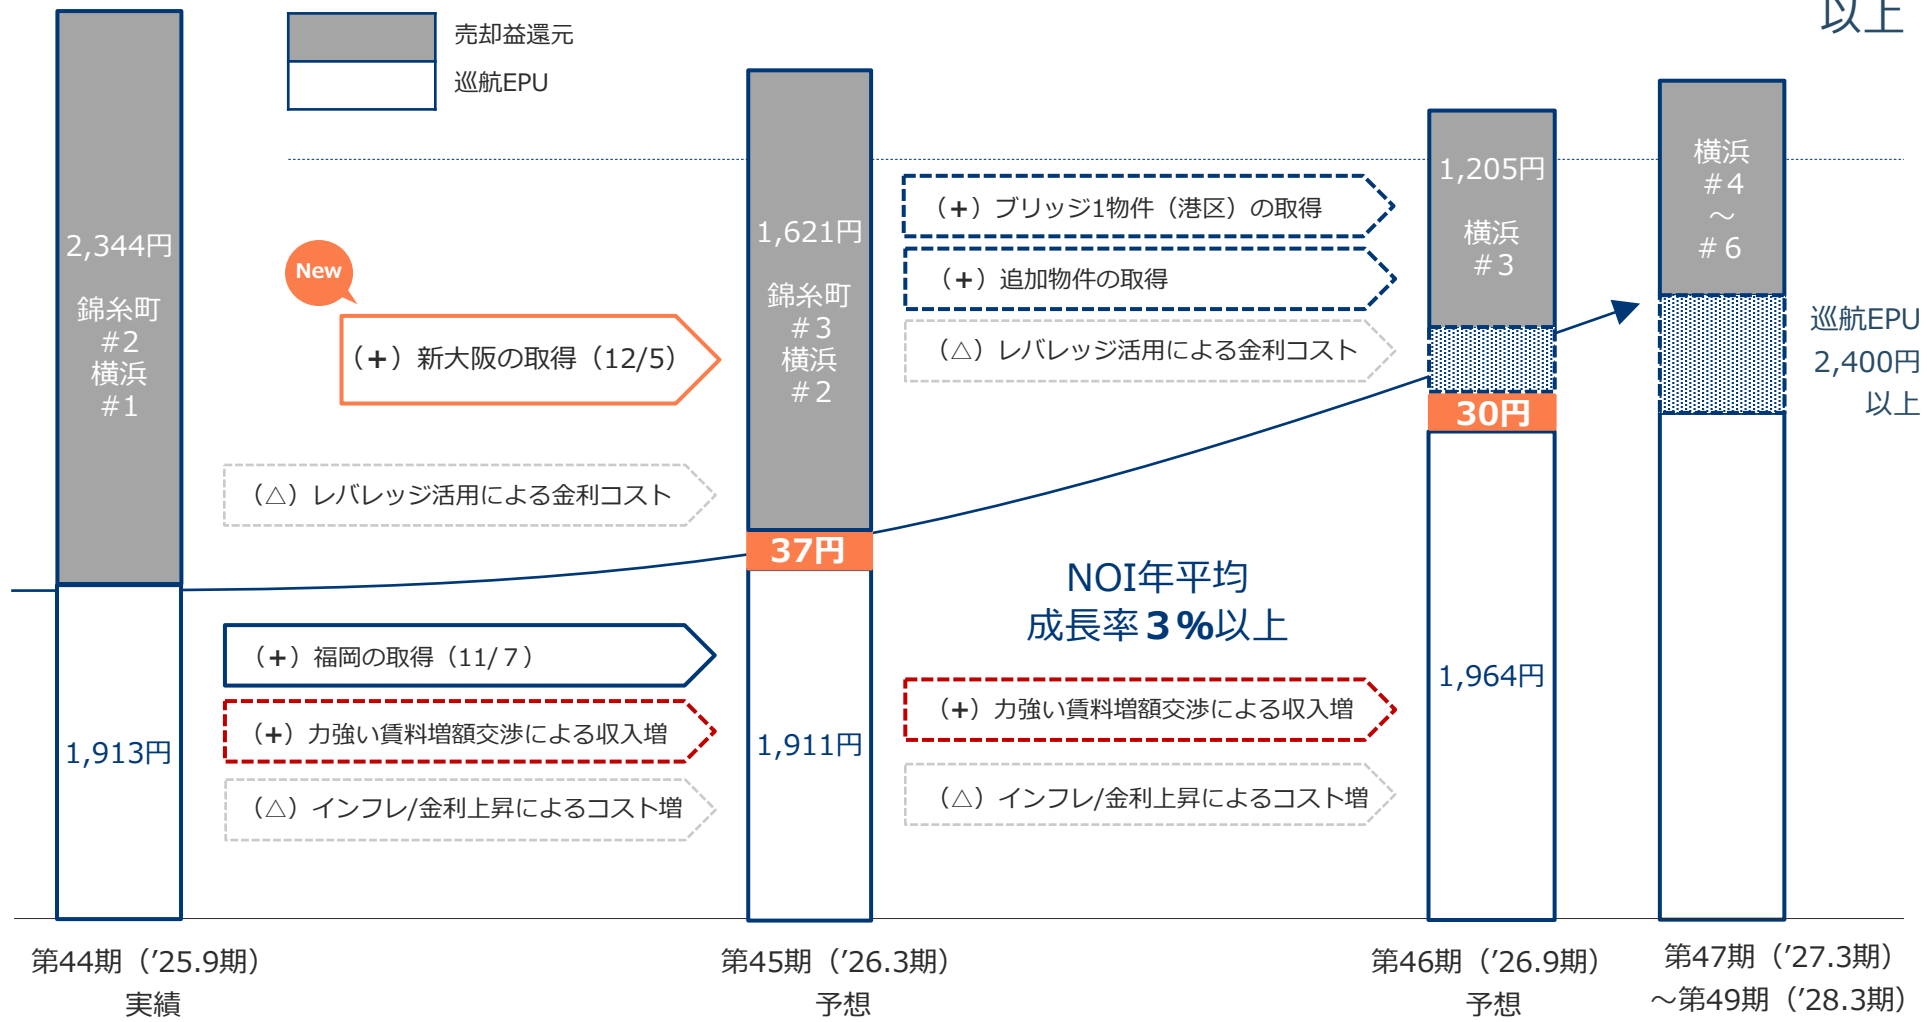 以上
売却益還元
巡航EPU
2,344円
錦糸町
#2
横浜
#1
1,913円
New
（+）新大阪の取得（12/5）
（△）レバレッジ活用による金利コスト
（+）福岡の取得（11/７）
（+）力強い賃料増額交渉による収入増
（△）インフレ/金利上昇によるコスト増
1,621円
錦糸町
＃3
横浜
＃2
37円
1,911円
（+）ブリッジ1物件（港区）の取得
（+）追加物件の取得
（△）レバレッジ活用による金利コスト
NOI年平均
成長率３%以上
（+）力強い賃料増額交渉による収入増
（△）インフレ/金利上昇によるコスト増
1,205円
横浜
＃3
30円
1,964円
横浜
＃4
～
＃６
巡航EPU
2,400円
以上
第44期（’25.9期）
実績
第45期（’26.3期）
予想
第46期（’26.9期）
予想
第47期（’27.3期）
～第49期（’28.3期）